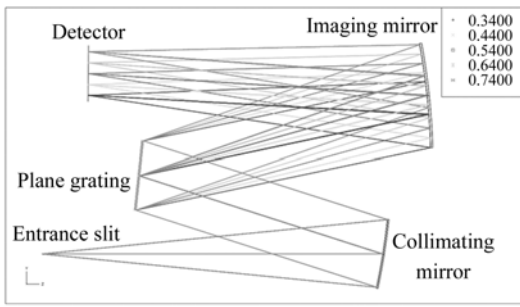 Detector
Imaging mirror
0.3400
0.4400
0.5400
0.6400
0.7400
Plane grating
Entrance slit
Collimating
mirror